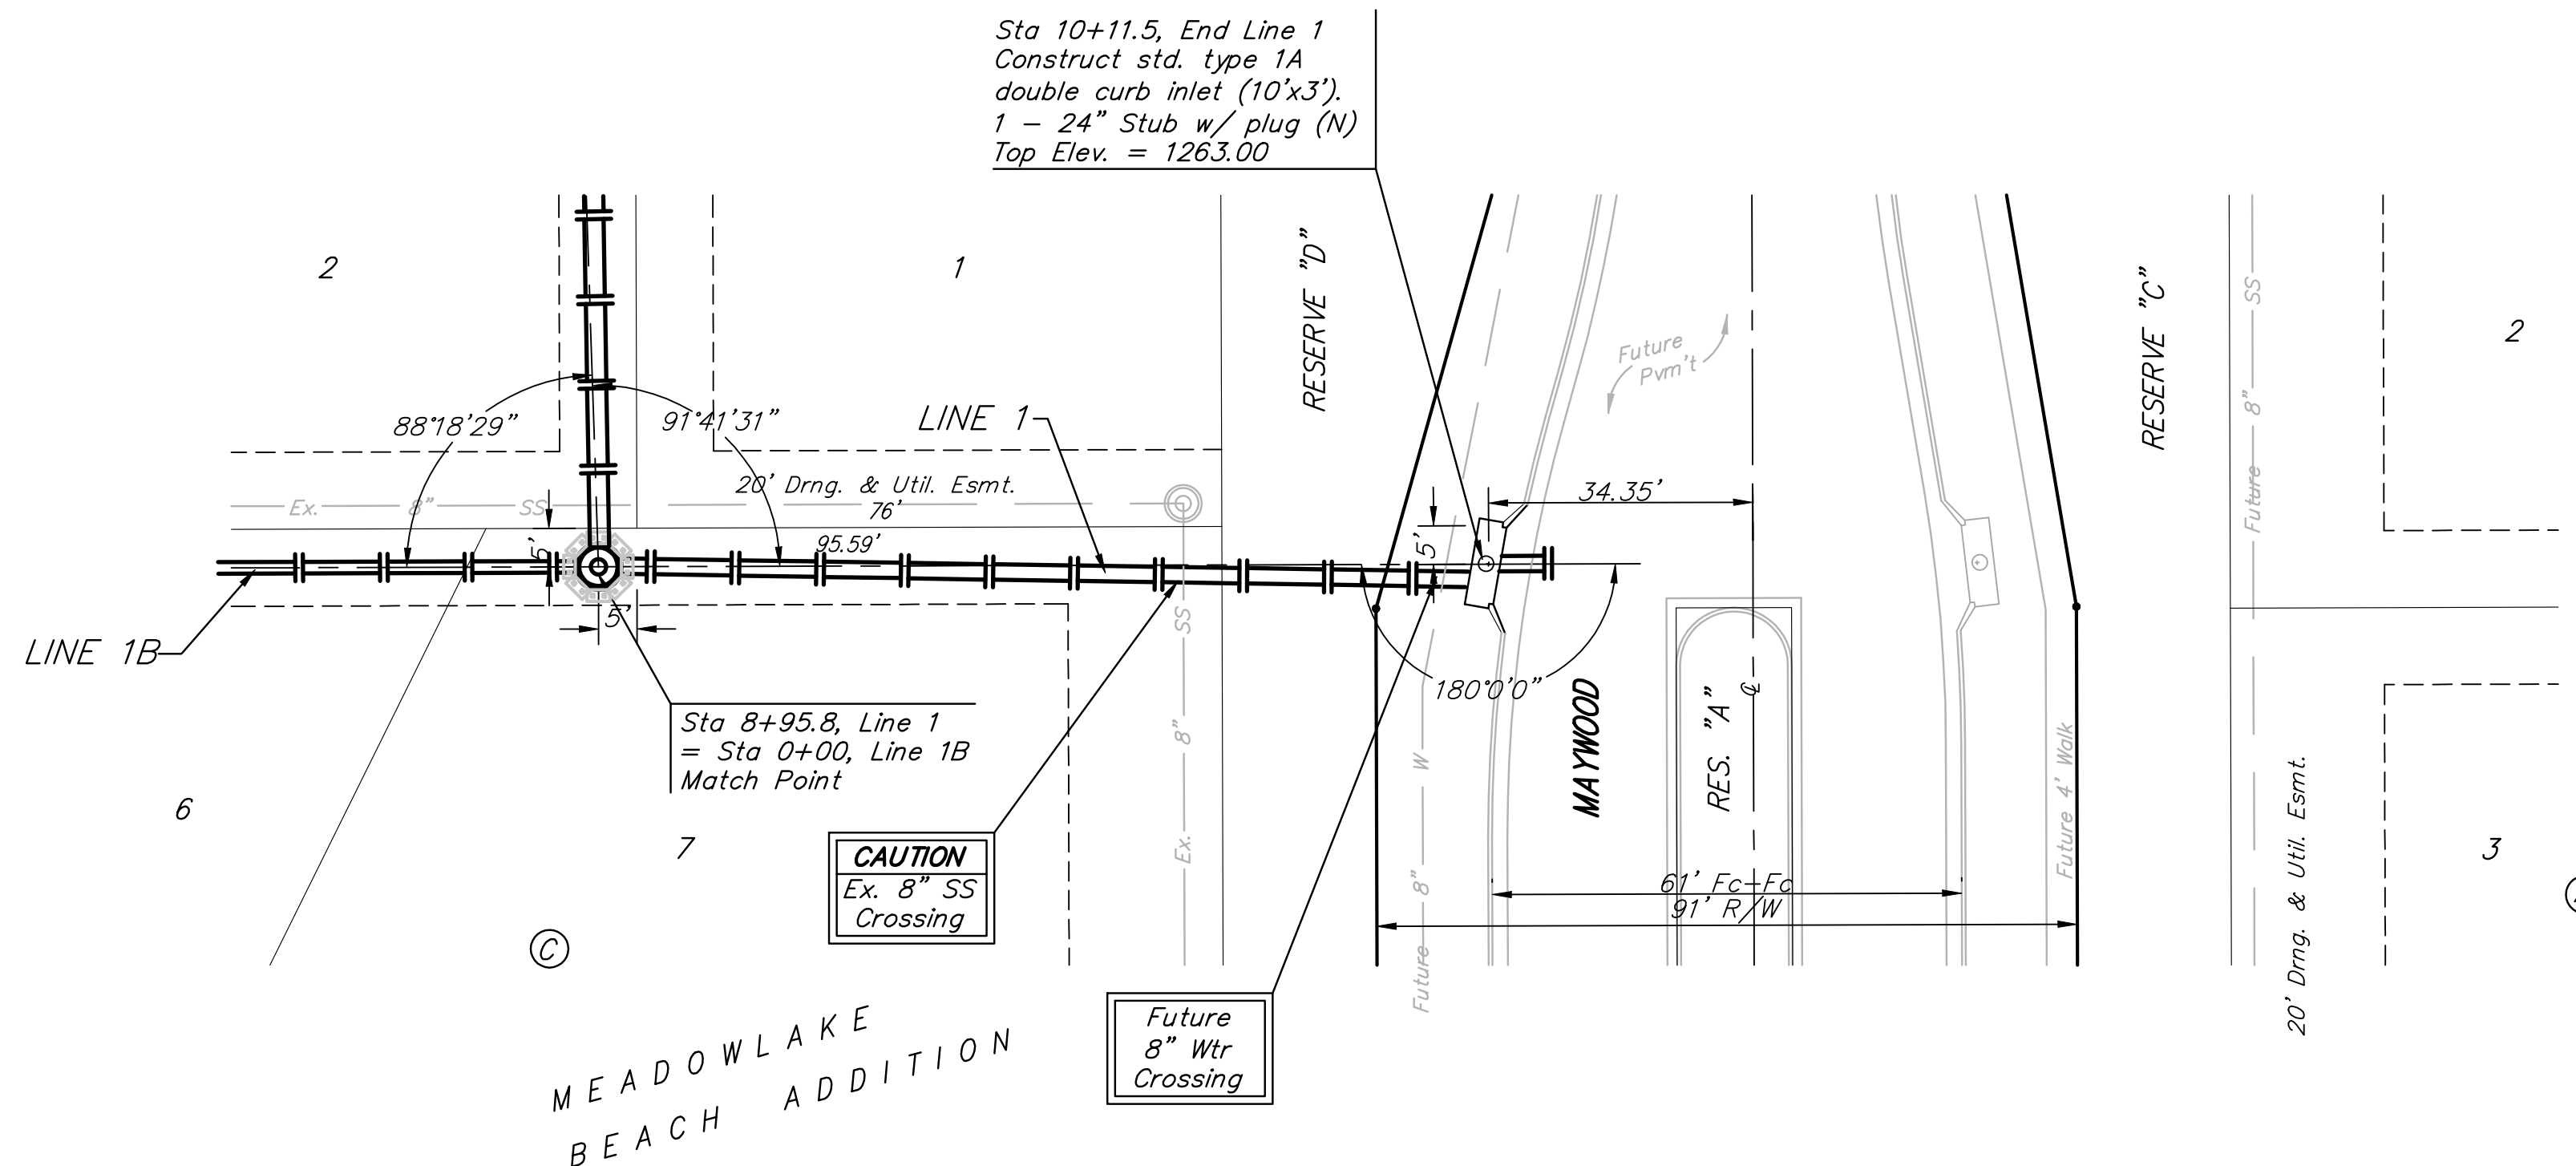 Sta 10+11.5, End Line 1
Construct std. type 1A
double curb inlet (10'x3').
1 - 24" Stub w/ plug (N)
Top Elev. = 1263.00
2
1
RESERVE "D"
RESERVE "C"
Future 8" SS
2
Future
Pvm't
88°18'29"
91°41'31"
LINE 1
20' Drng. & Util. Esmt.
76'
Ex. 8" SS
34.35'
5'
95.59'
5'
5'
LINE 1B
180°0'0"
Ex. 8" SS
Sta 8+95.8, Line 1
= Sta 0+00, Line 1B
Match Point
MAYWOOD
RES. "A"
℄
Future 8" W
Future 4' Walk
20' Drng. & Util. Esmt.
6
7
3
CAUTION
Ex. 8" SS
Crossing
61' Fc-Fc
91' R/W
C
Future
8" Wtr
Crossing
MEADOWLAKE
BEACH ADDITION